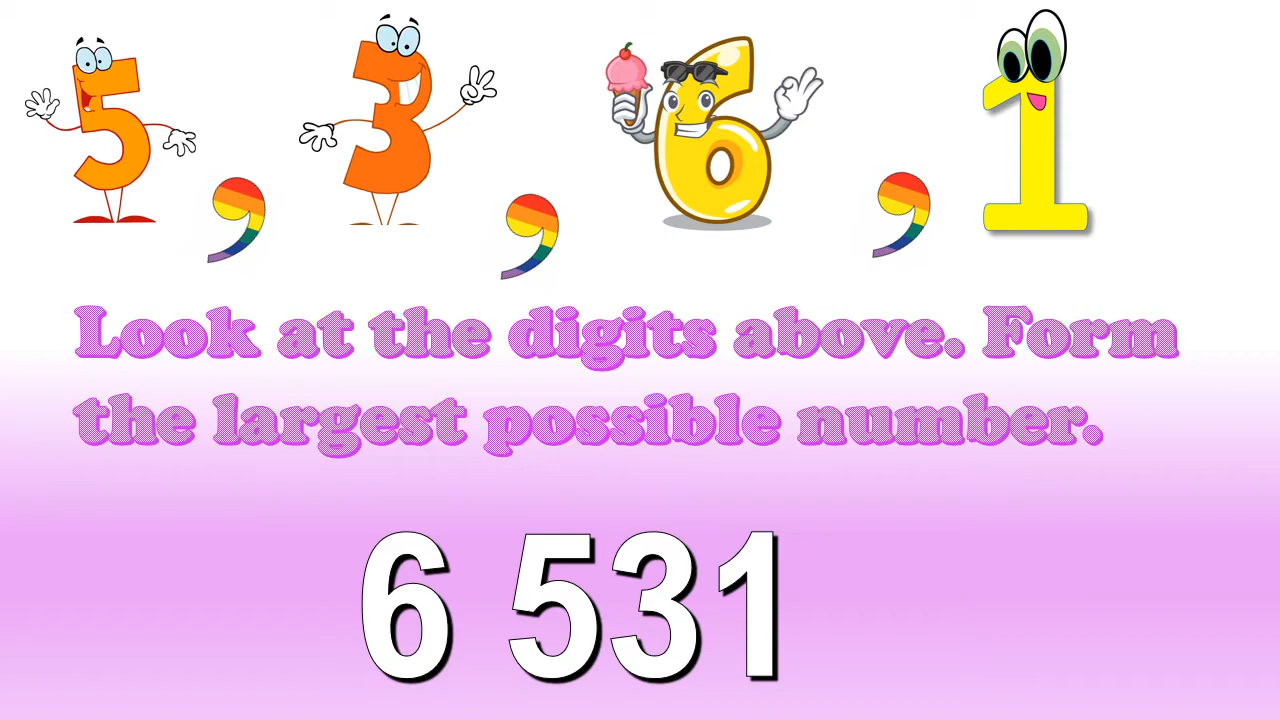 5 , 3 , 6 , 1
Look at the digits above. Form
the largest possible number.
6 531